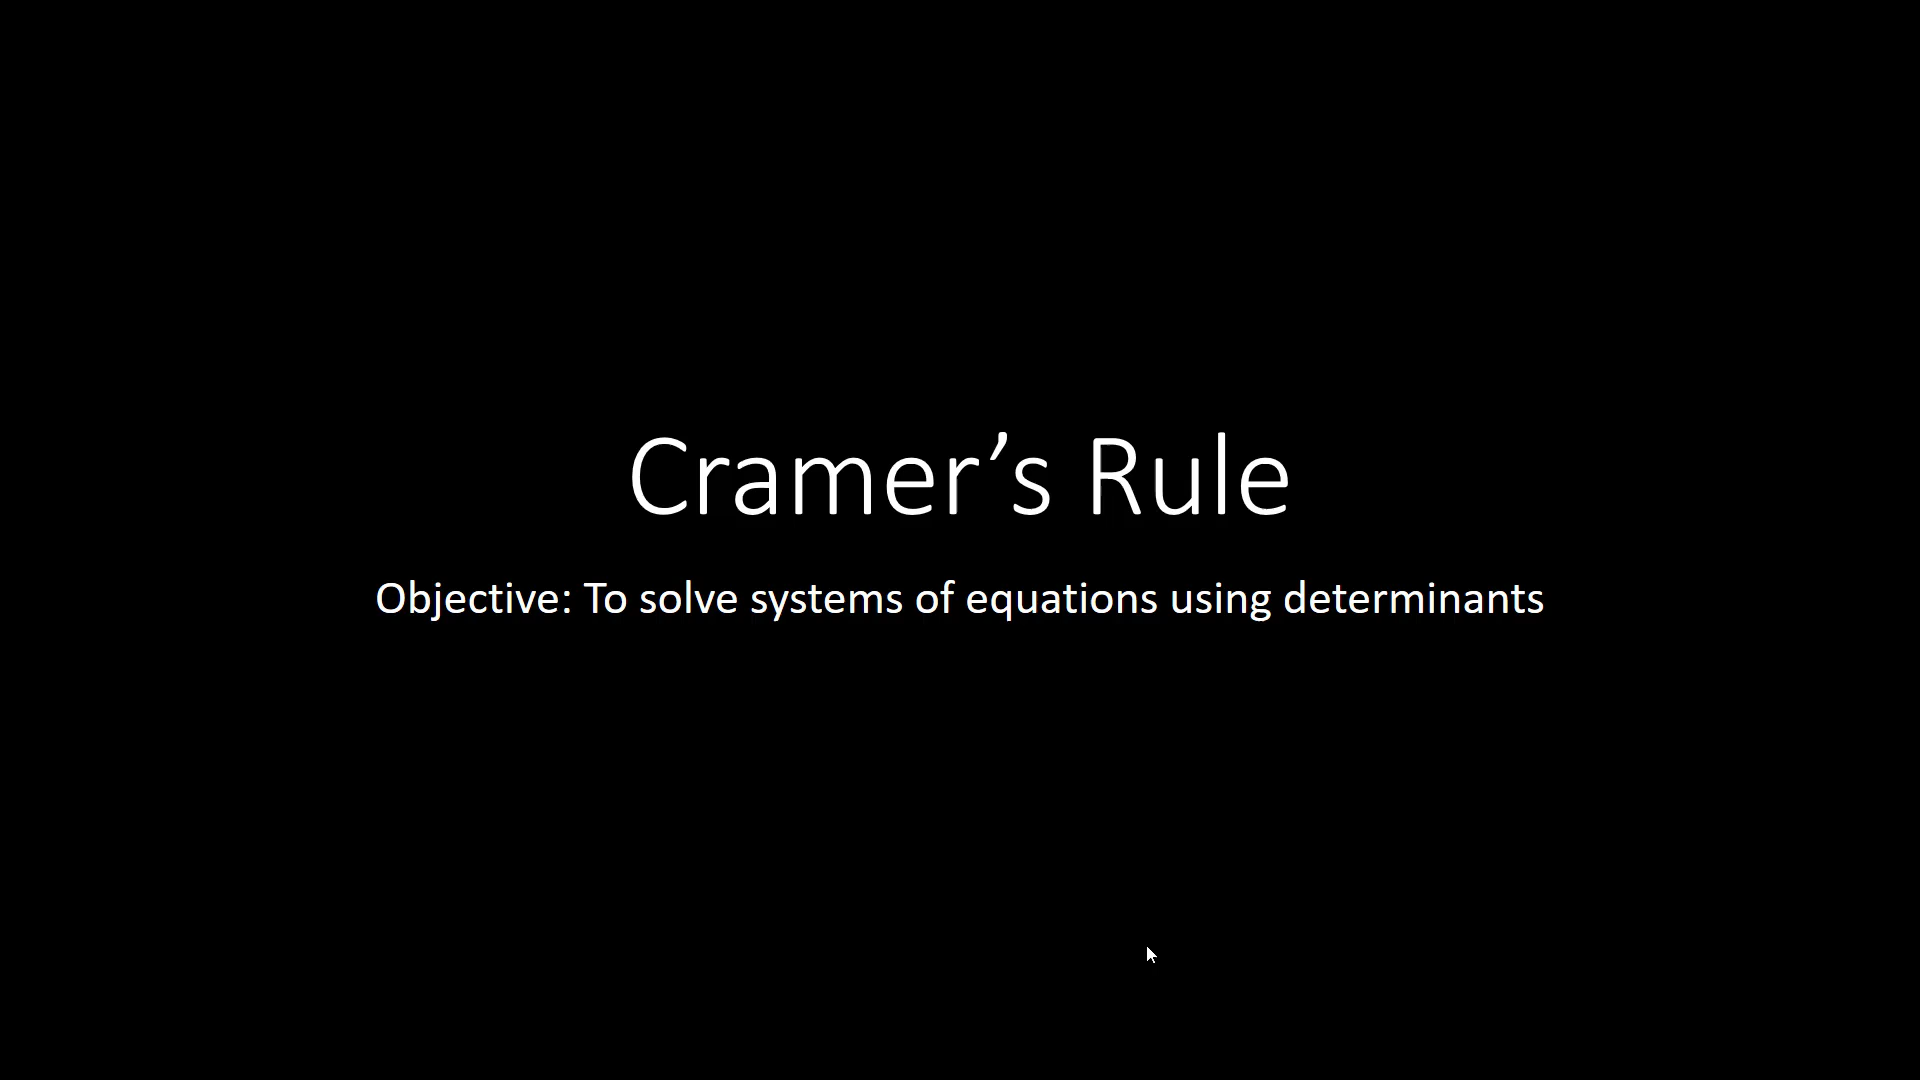 Cramer’s Rule
Objective: To solve systems of equations using determinants